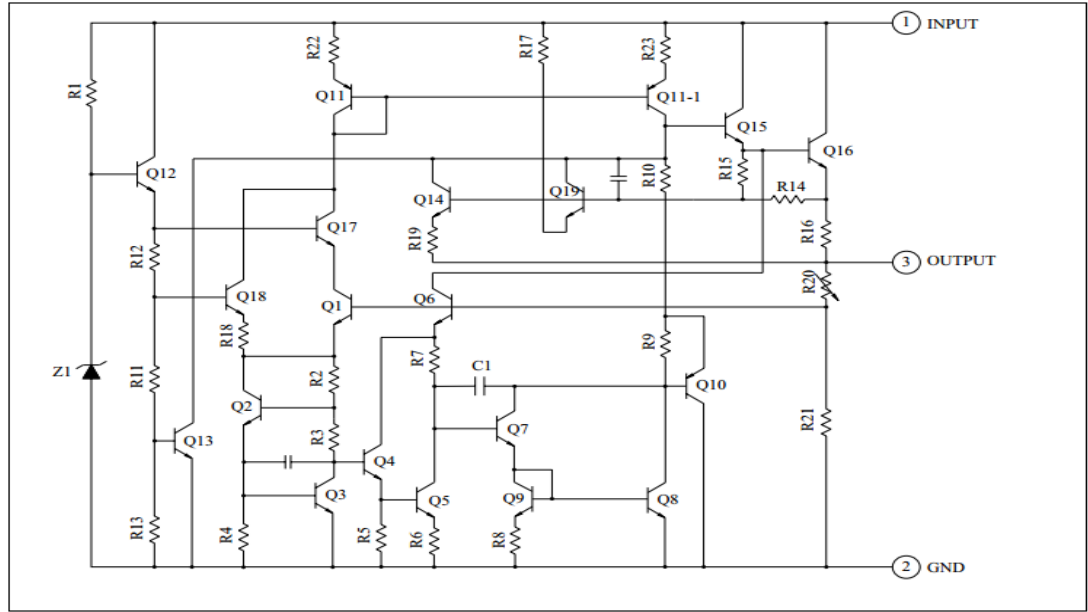 1 INPUT
R22
R17
R23
R1
Q11
Q11-1
Q15
Q16
Q12
R15
R10
Q14
Q19
R14
Q17
R19
R16
R12
3 OUTPUT
Q18
Q1
Q6
R20
R18
R7
R9
Z1
R11
R2
C1
Q10
Q2
Q13
R3
Q7
R21
Q4
Q3
Q5
Q9
Q8
R13
R4
R5
R6
R8
2 GND